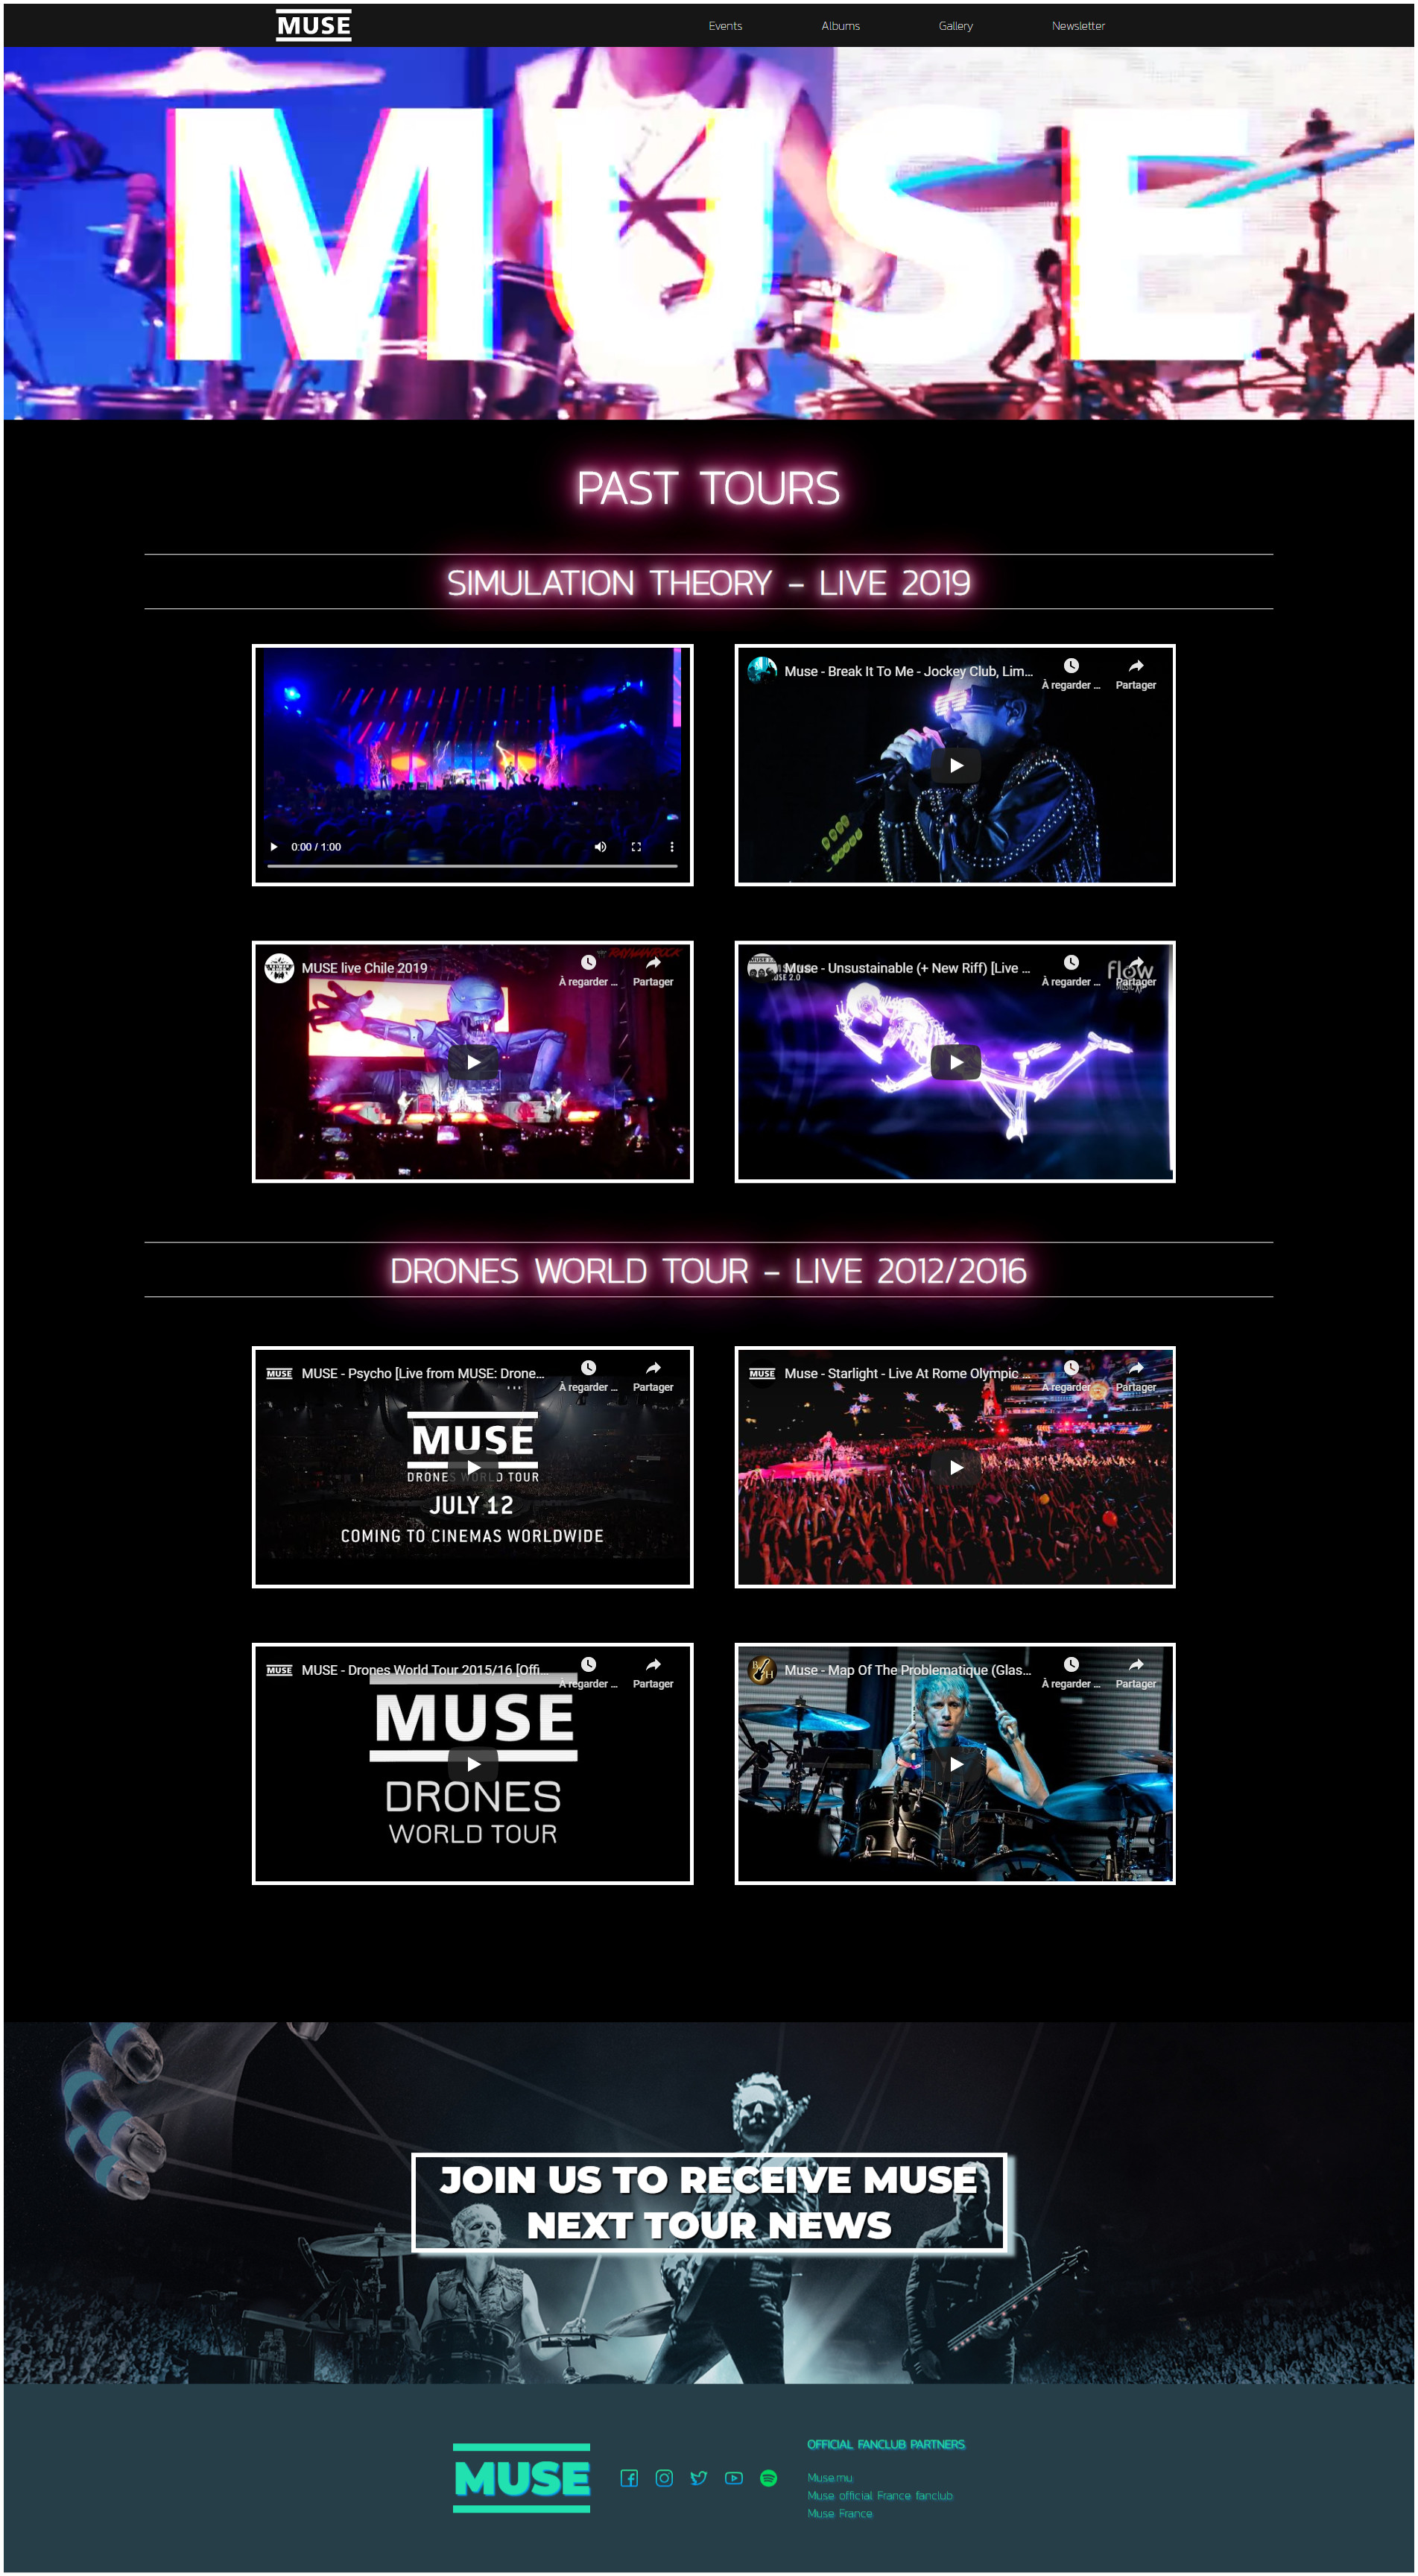 MUSE
Events
Albums
Gallery
Newsletter
MUSE
PAST TOURS
SIMULATION THEORY - LIVE 2019
0:00 / 1:00
Muse - Break It To Me - Jockey Club, Lim...
À regarder ...
Partager
MUSE live Chile 2019
À regarder ...
Partager
Muse - Unsustainable (+ New Riff) [Live ...
À regarder ...
Partager
flow
DRONES WORLD TOUR - LIVE 2012/2016
MUSE
MUSE - Psycho [Live from MUSE: Drone...
À regarder ...
Partager
MUSE
DRONES WORLD TOUR
JULY 12
COMING TO CINEMAS WORLDWIDE
MUSE
Muse - Starlight - Live At Rome Olympic ...
À regarder ...
Partager
MUSE
MUSE - Drones World Tour 2015/16 [Offi...
À regarder ...
Partager
MUSE
DRONES
WORLD TOUR
Muse - Map Of The Problematique (Glas...
À regarder ...
Partager
JOIN US TO RECEIVE MUSE
NEXT TOUR NEWS
MUSE
OFFICIAL FANCLUB PARTNERS
Muse.mu
Muse official France fanclub
Muse France